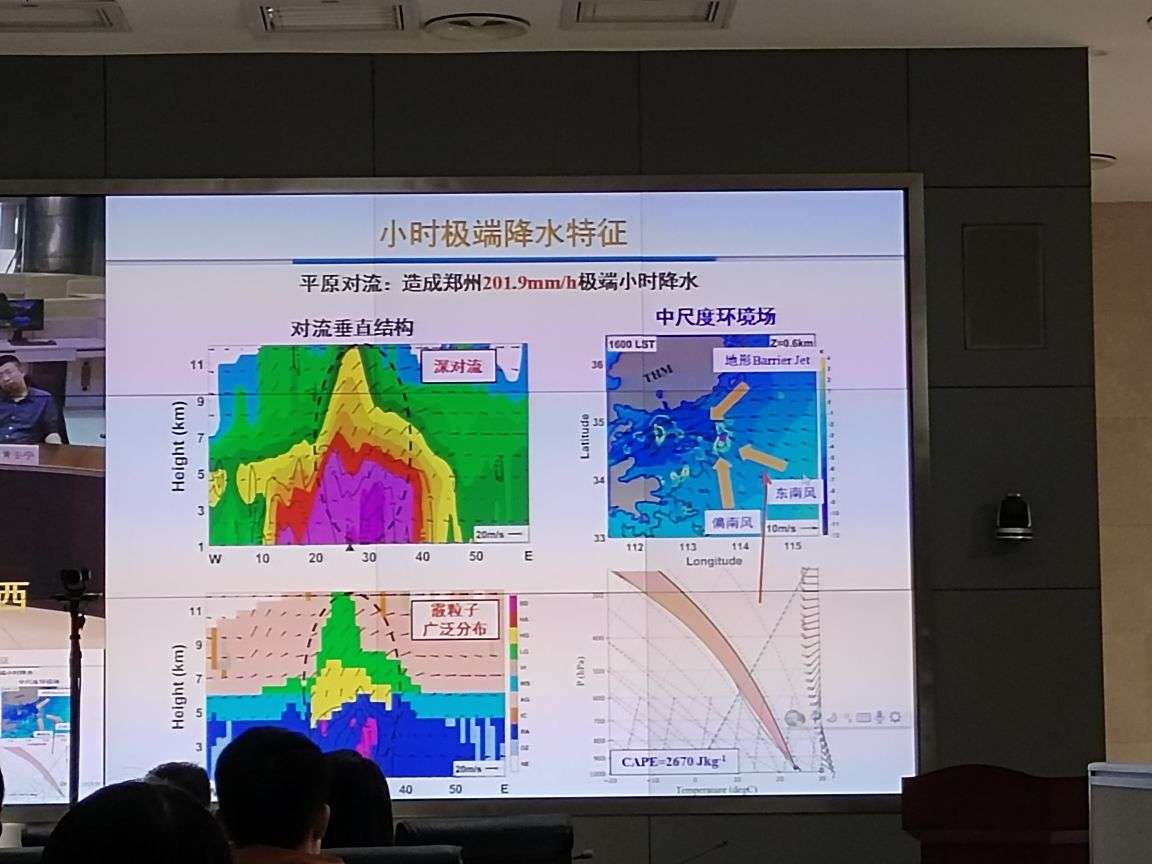 小时极端降水特征
平原对流：造成郑州201.9mm/h极端小时降水
对流垂直结构
深对流
Height (km)
11
9
7
5
3
1
W 10 20 30 40 50 E
20m/s
中尺度环境场
1600 LST
Z=0.6km
地形Barrier Jet
THM
东南风
偏南风
10m/s
Latitude
36
35
34
33
112 113 114 115
Longitude
霰粒子
广泛分布
Height (km)
11
9
7
5
3
40 50 E
20m/s
P (hPa)
CAPE=2670 Jkg-1
Temperature (degC)
西